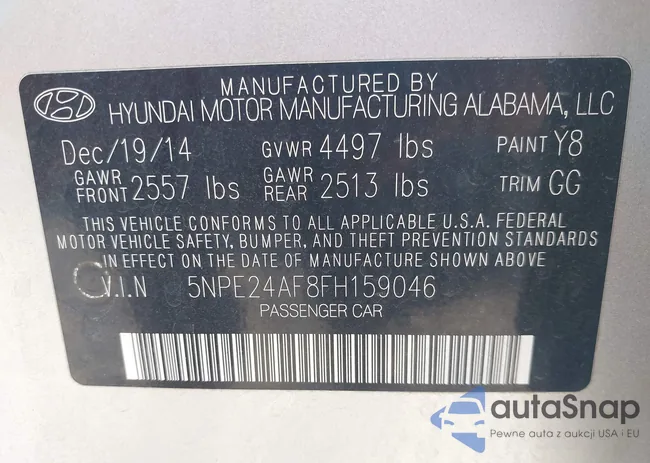 MANUFACTURED BY
HYUNDAI MOTOR MANUFACTURING ALABAMA, LLC
Dec/19/14 GVWR 4497 lbs PAINT Y8
GAWR FRONT 2557 lbs GAWR REAR 2513 lbs TRIM GG
THIS VEHICLE CONFORMS TO ALL APPLICABLE U.S.A. FEDERAL
MOTOR VEHICLE SAFETY, BUMPER, AND THEFT PREVENTION STANDARDS
IN EFFECT ON THE DATE OF MANUFACTURE SHOWN ABOVE
V.I.N 5NPE24AF8FH159046
PASSENGER CAR
autaSnap
Pewne auta z aukcji USA i EU